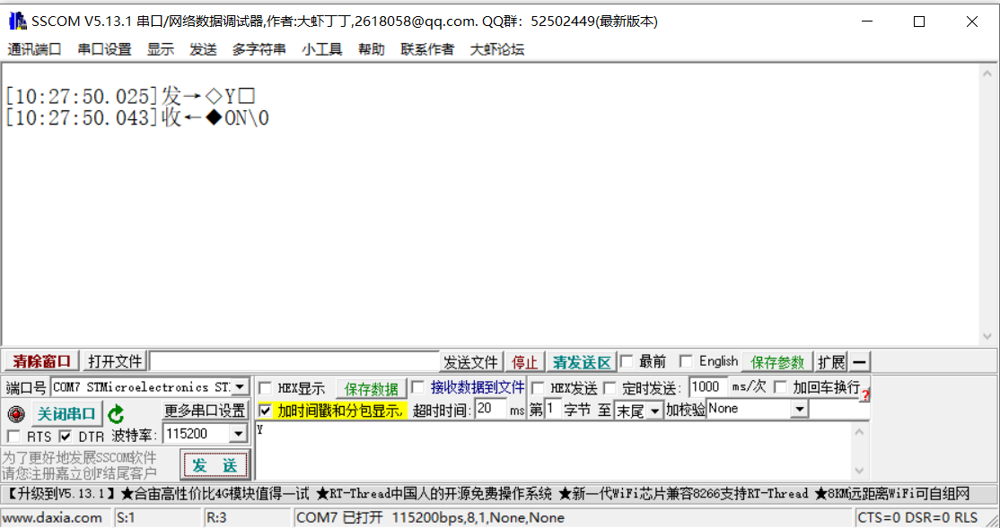 SSCOM V5.13.1 串口/网络数据调试器,作者:大虾丁丁,2618058@qq.com. QQ群：52502449(最新版本)
通讯端口 串口设置 显示 发送 多字符串 小工具 帮助 联系作者 大虾论坛
[10:27:50.025]发→◇Y□
[10:27:50.043]收←◆ON\0
清除窗口 打开文件 发送文件 停止 清发送区 最前 English 保存参数 扩展 —
端口号 COM7 STMicroelectronics ST. HEX显示 保存数据 接收数据到文件 HEX发送 定时发送: 1000 ms/次 加回车换行 ?
关闭串口 更多串口设置 加时间戳和分包显示, 超时时间: 20 ms 第 1 字节 至 末尾 加校验 None
RTS DTR 波特率: 115200 Y
为了更好地发展SSCOM软件
请您注册嘉立创F结尾客户
发 送
【升级到V5.13.1】★合宙高性价比4G模块值得一试 ★RT-Thread中国人的开源免费操作系统 ★新一代WiFi芯片兼容8266支持RT-Thread ★8KM远距离WiFi可自组网
www.daxia.com S:1 R:3 COM7 已打开 115200bps,8,1,None,None CTS=0 DSR=0 RLS